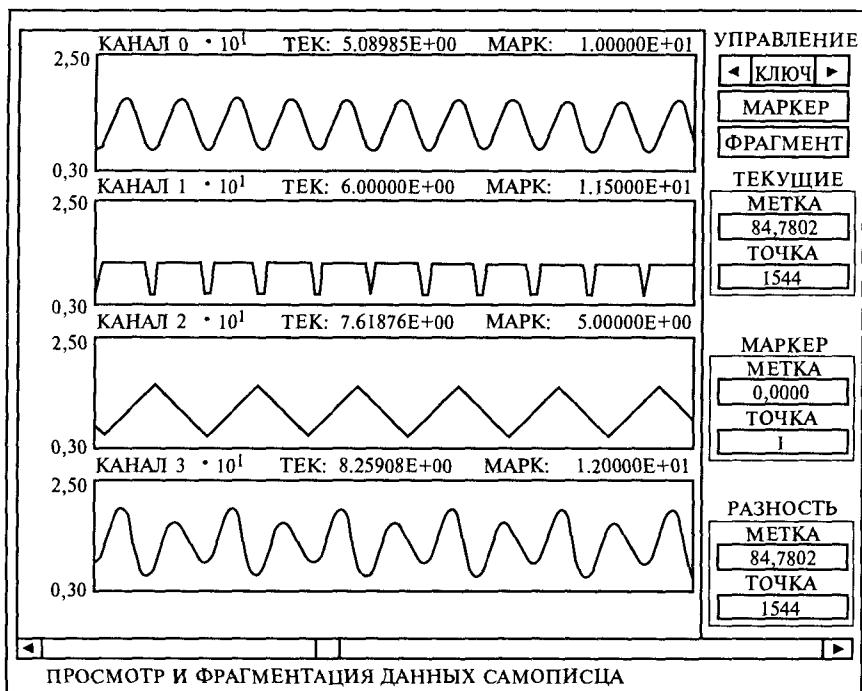 КАНАЛ 0 * 10¹ ТЕК: 5.08985E+00 МАРК: 1.00000E+01
2,50
0,30
КАНАЛ 1 * 10¹ ТЕК: 6.00000E+00 МАРК: 1.15000E+01
2,50
0,30
КАНАЛ 2 * 10¹ ТЕК: 7.61876E+00 МАРК: 5.00000E+00
2,50
0,30
КАНАЛ 3 * 10¹ ТЕК: 8.25908E+00 МАРК: 1.20000E+01
2,50
0,30
УПРАВЛЕНИЕ
◄ КЛЮЧ ►
МАРКЕР
ФРАГМЕНТ
ТЕКУЩИЕ
МЕТКА
84,7802
ТОЧКА
1544
МАРКЕР
МЕТКА
0,0000
ТОЧКА
1
РАЗНОСТЬ
МЕТКА
84,7802
ТОЧКА
1544
ПРОСМОТР И ФРАГМЕНТАЦИЯ ДАННЫХ САМОПИСЦА